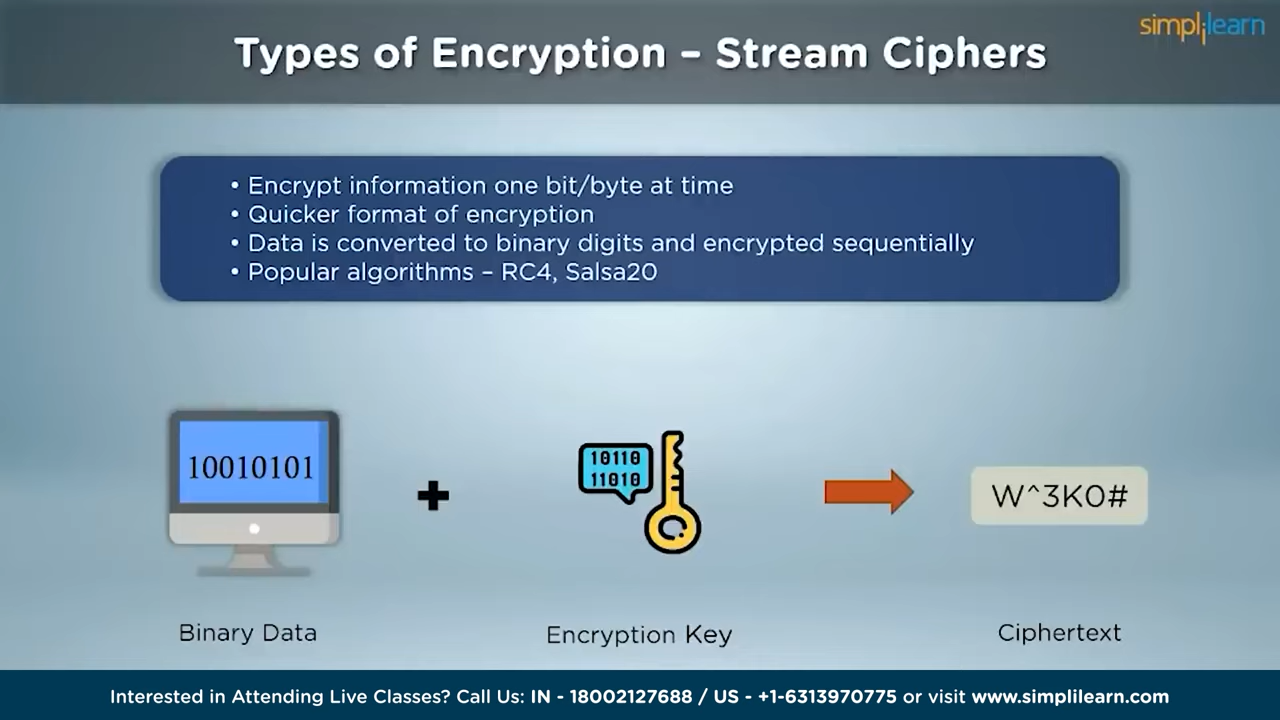 simplilearn
Types of Encryption – Stream Ciphers
• Encrypt information one bit/byte at time
• Quicker format of encryption
• Data is converted to binary digits and encrypted sequentially
• Popular algorithms – RC4, Salsa20
10010101
+
10110
11010
W^3K0#
Binary Data
Encryption Key
Ciphertext
Interested in Attending Live Classes? Call Us: IN - 18002127688 / US - +1-6313970775 or visit www.simplilearn.com